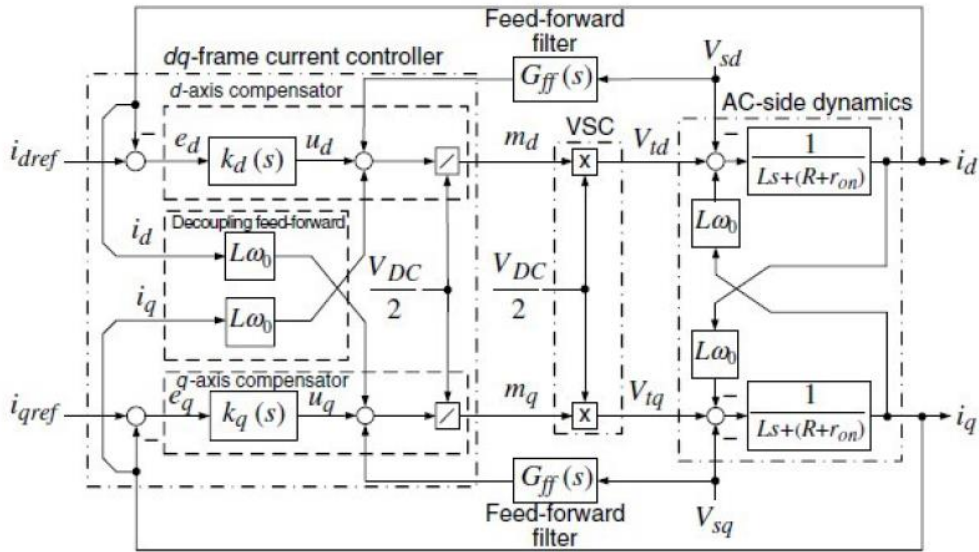 Feed-forward
filter
dq-frame current controller
G_ff(s)
V_sd
d-axis compensator
VSC
AC-side dynamics
i_dref
−
e_d
k_d(s)
u_d
/
m_d
x
V_td
−
1
Ls+(R+r_on)
i_d
Decoupling feed-forward
i_d
Lω_0
Lω_0
V_DC
2
V_DC
2
i_q
Lω_0
Lω_0
q-axis compensator
i_qref
−
e_q
k_q(s)
u_q
/
m_q
x
V_tq
−
−
1
Ls+(R+r_on)
i_q
G_ff(s)
V_sq
Feed-forward
filter